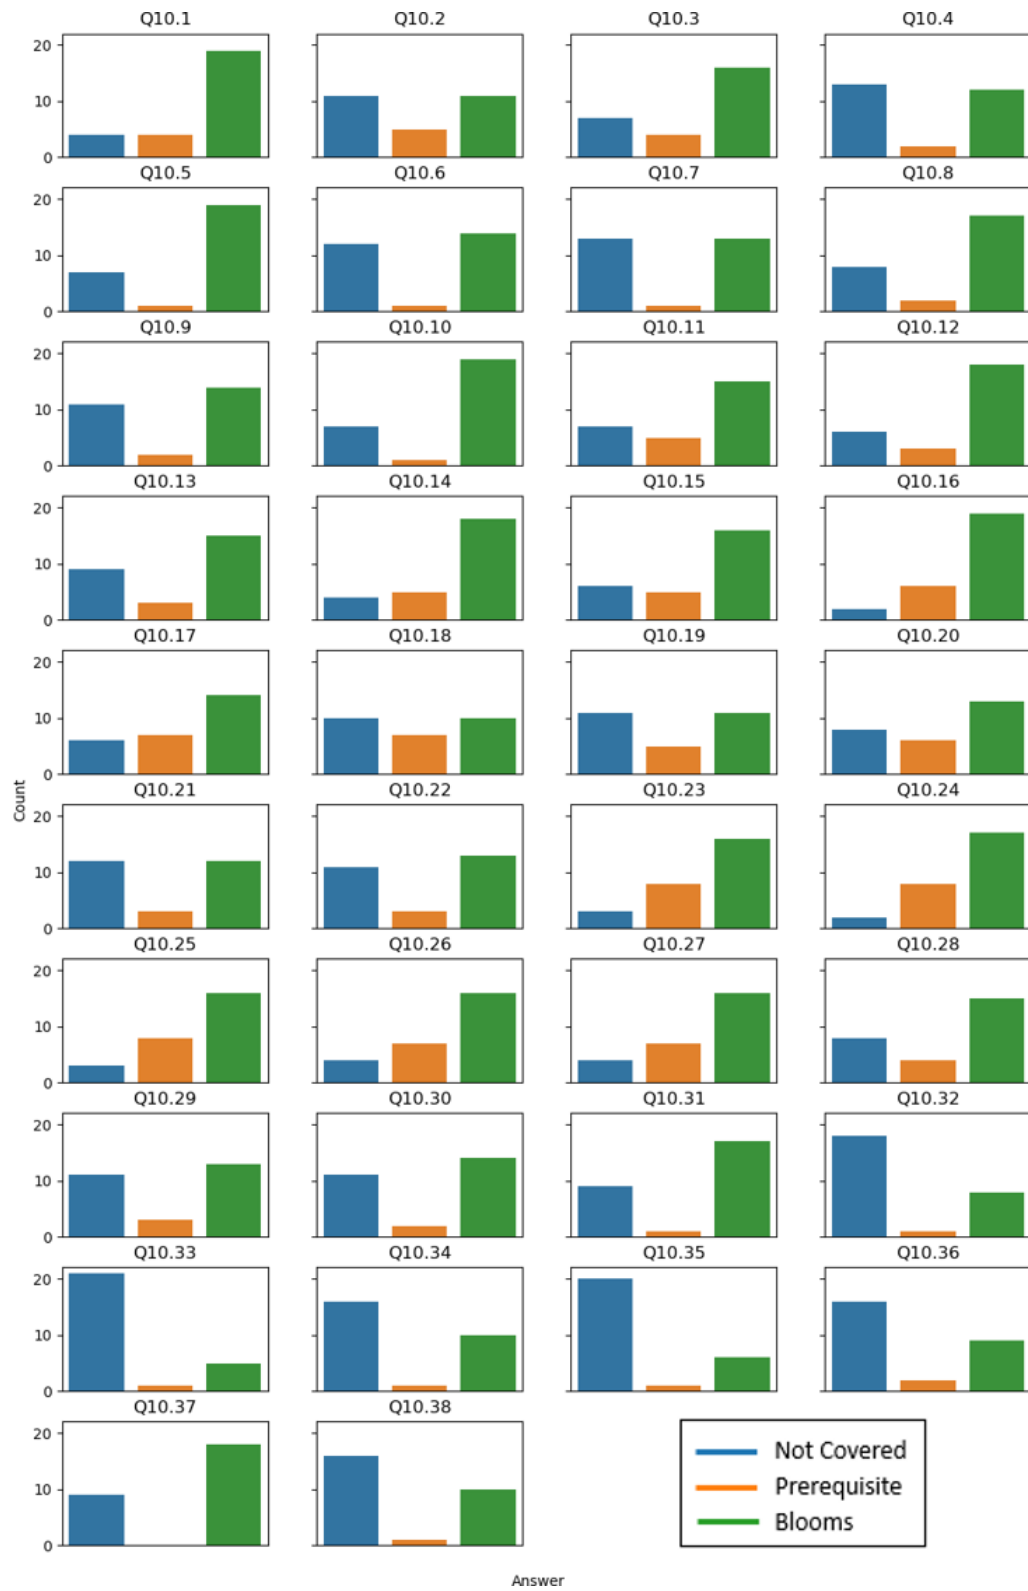 Q10.1 Q10.2 Q10.3 Q10.4
20
10
0
Q10.5 Q10.6 Q10.7 Q10.8
20
10
0
Q10.9 Q10.10 Q10.11 Q10.12
20
10
0
Q10.13 Q10.14 Q10.15 Q10.16
20
10
0
Q10.17 Q10.18 Q10.19 Q10.20
20
10
0
Count
Q10.21 Q10.22 Q10.23 Q10.24
20
10
0
Q10.25 Q10.26 Q10.27 Q10.28
20
10
0
Q10.29 Q10.30 Q10.31 Q10.32
20
10
0
Q10.33 Q10.34 Q10.35 Q10.36
20
10
0
Q10.37 Q10.38
20
10
0
Not Covered
Prerequisite
Blooms
Answer